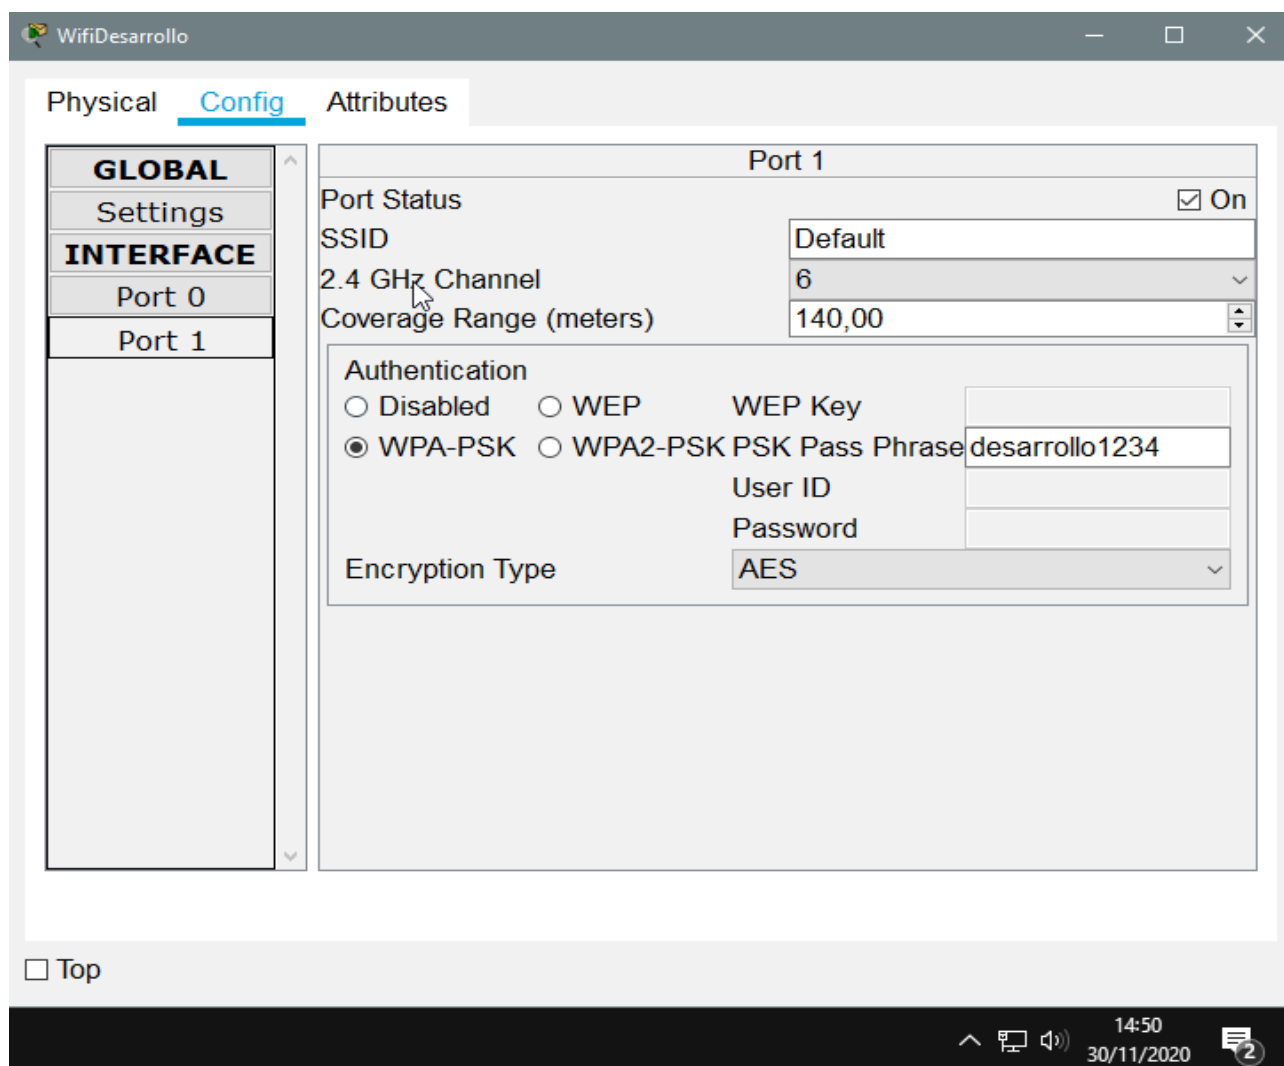 WifiDesarrollo
Physical Config Attributes
GLOBAL
Settings
INTERFACE
Port 0
Port 1
Port 1
Port Status On
SSID Default
2.4 GHz Channel 6
Coverage Range (meters) 140,00
Authentication
Disabled WEP WEP Key
WPA-PSK WPA2-PSK PSK Pass Phrase desarrollo1234
User ID
Password
Encryption Type AES
Top
14:50
30/11/2020
2